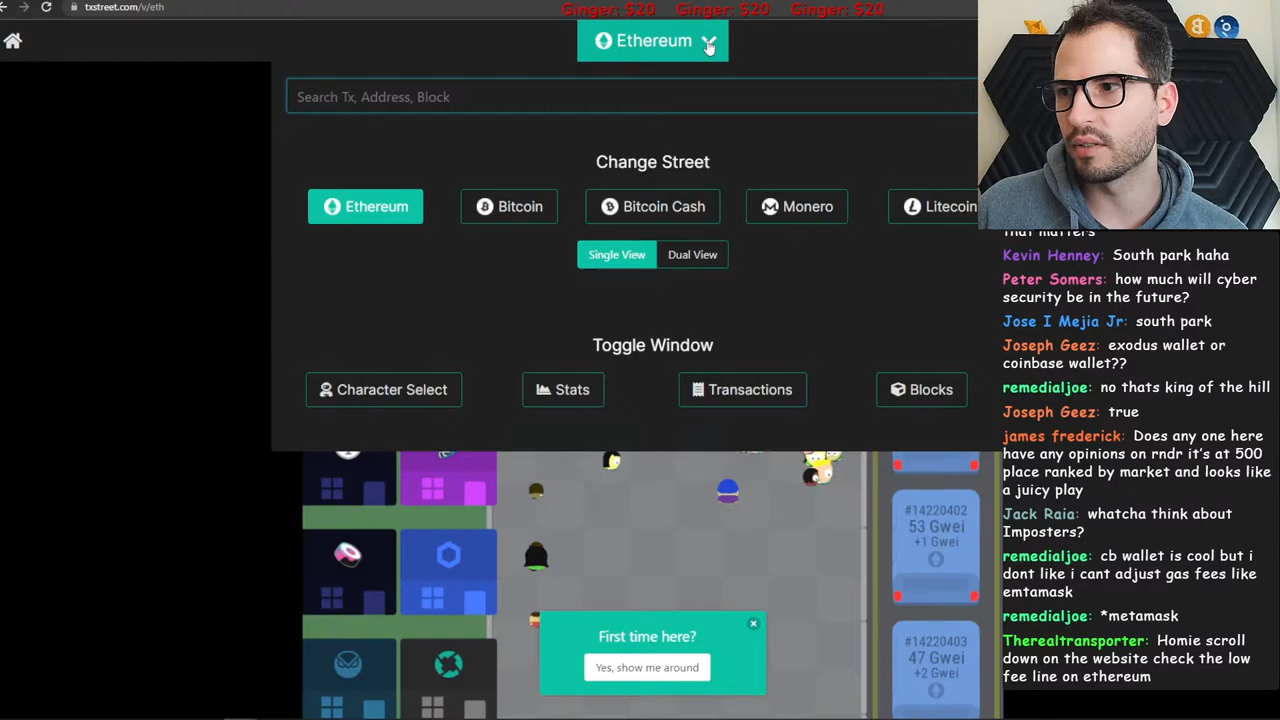 txstreet.com/v/eth
Ginger: $20 Ginger: $20 Ginger: $20
Ethereum
Search Tx, Address, Block
Change Street
Ethereum
Bitcoin
Bitcoin Cash
Monero
Litecoin
Single View
Dual View
Toggle Window
Character Select
Stats
Transactions
Blocks
#14220402
53 Gwei
+1 Gwei
#14220403
47 Gwei
+2 Gwei
First time here?
Yes, show me around
that matters
Kevin Henney: South park haha
Peter Somers: how much will cyber
security be in the future?
Jose I Mejia Jr: south park
Joseph Geez: exodus wallet or
coinbase wallet??
remedialjoe: no thats king of the hill
Joseph Geez: true
james frederick: Does any one here
have any opinions on rndr it's at 500
place ranked by market and looks like
a juicy play
Jack Raia: whatcha think about
Imposters?
remedialjoe: cb wallet is cool but i
dont like i cant adjust gas fees like
emtamask
remedialjoe: *metamask
Therealtransporter: Homie scroll
down on the website check the low
fee line on ethereum